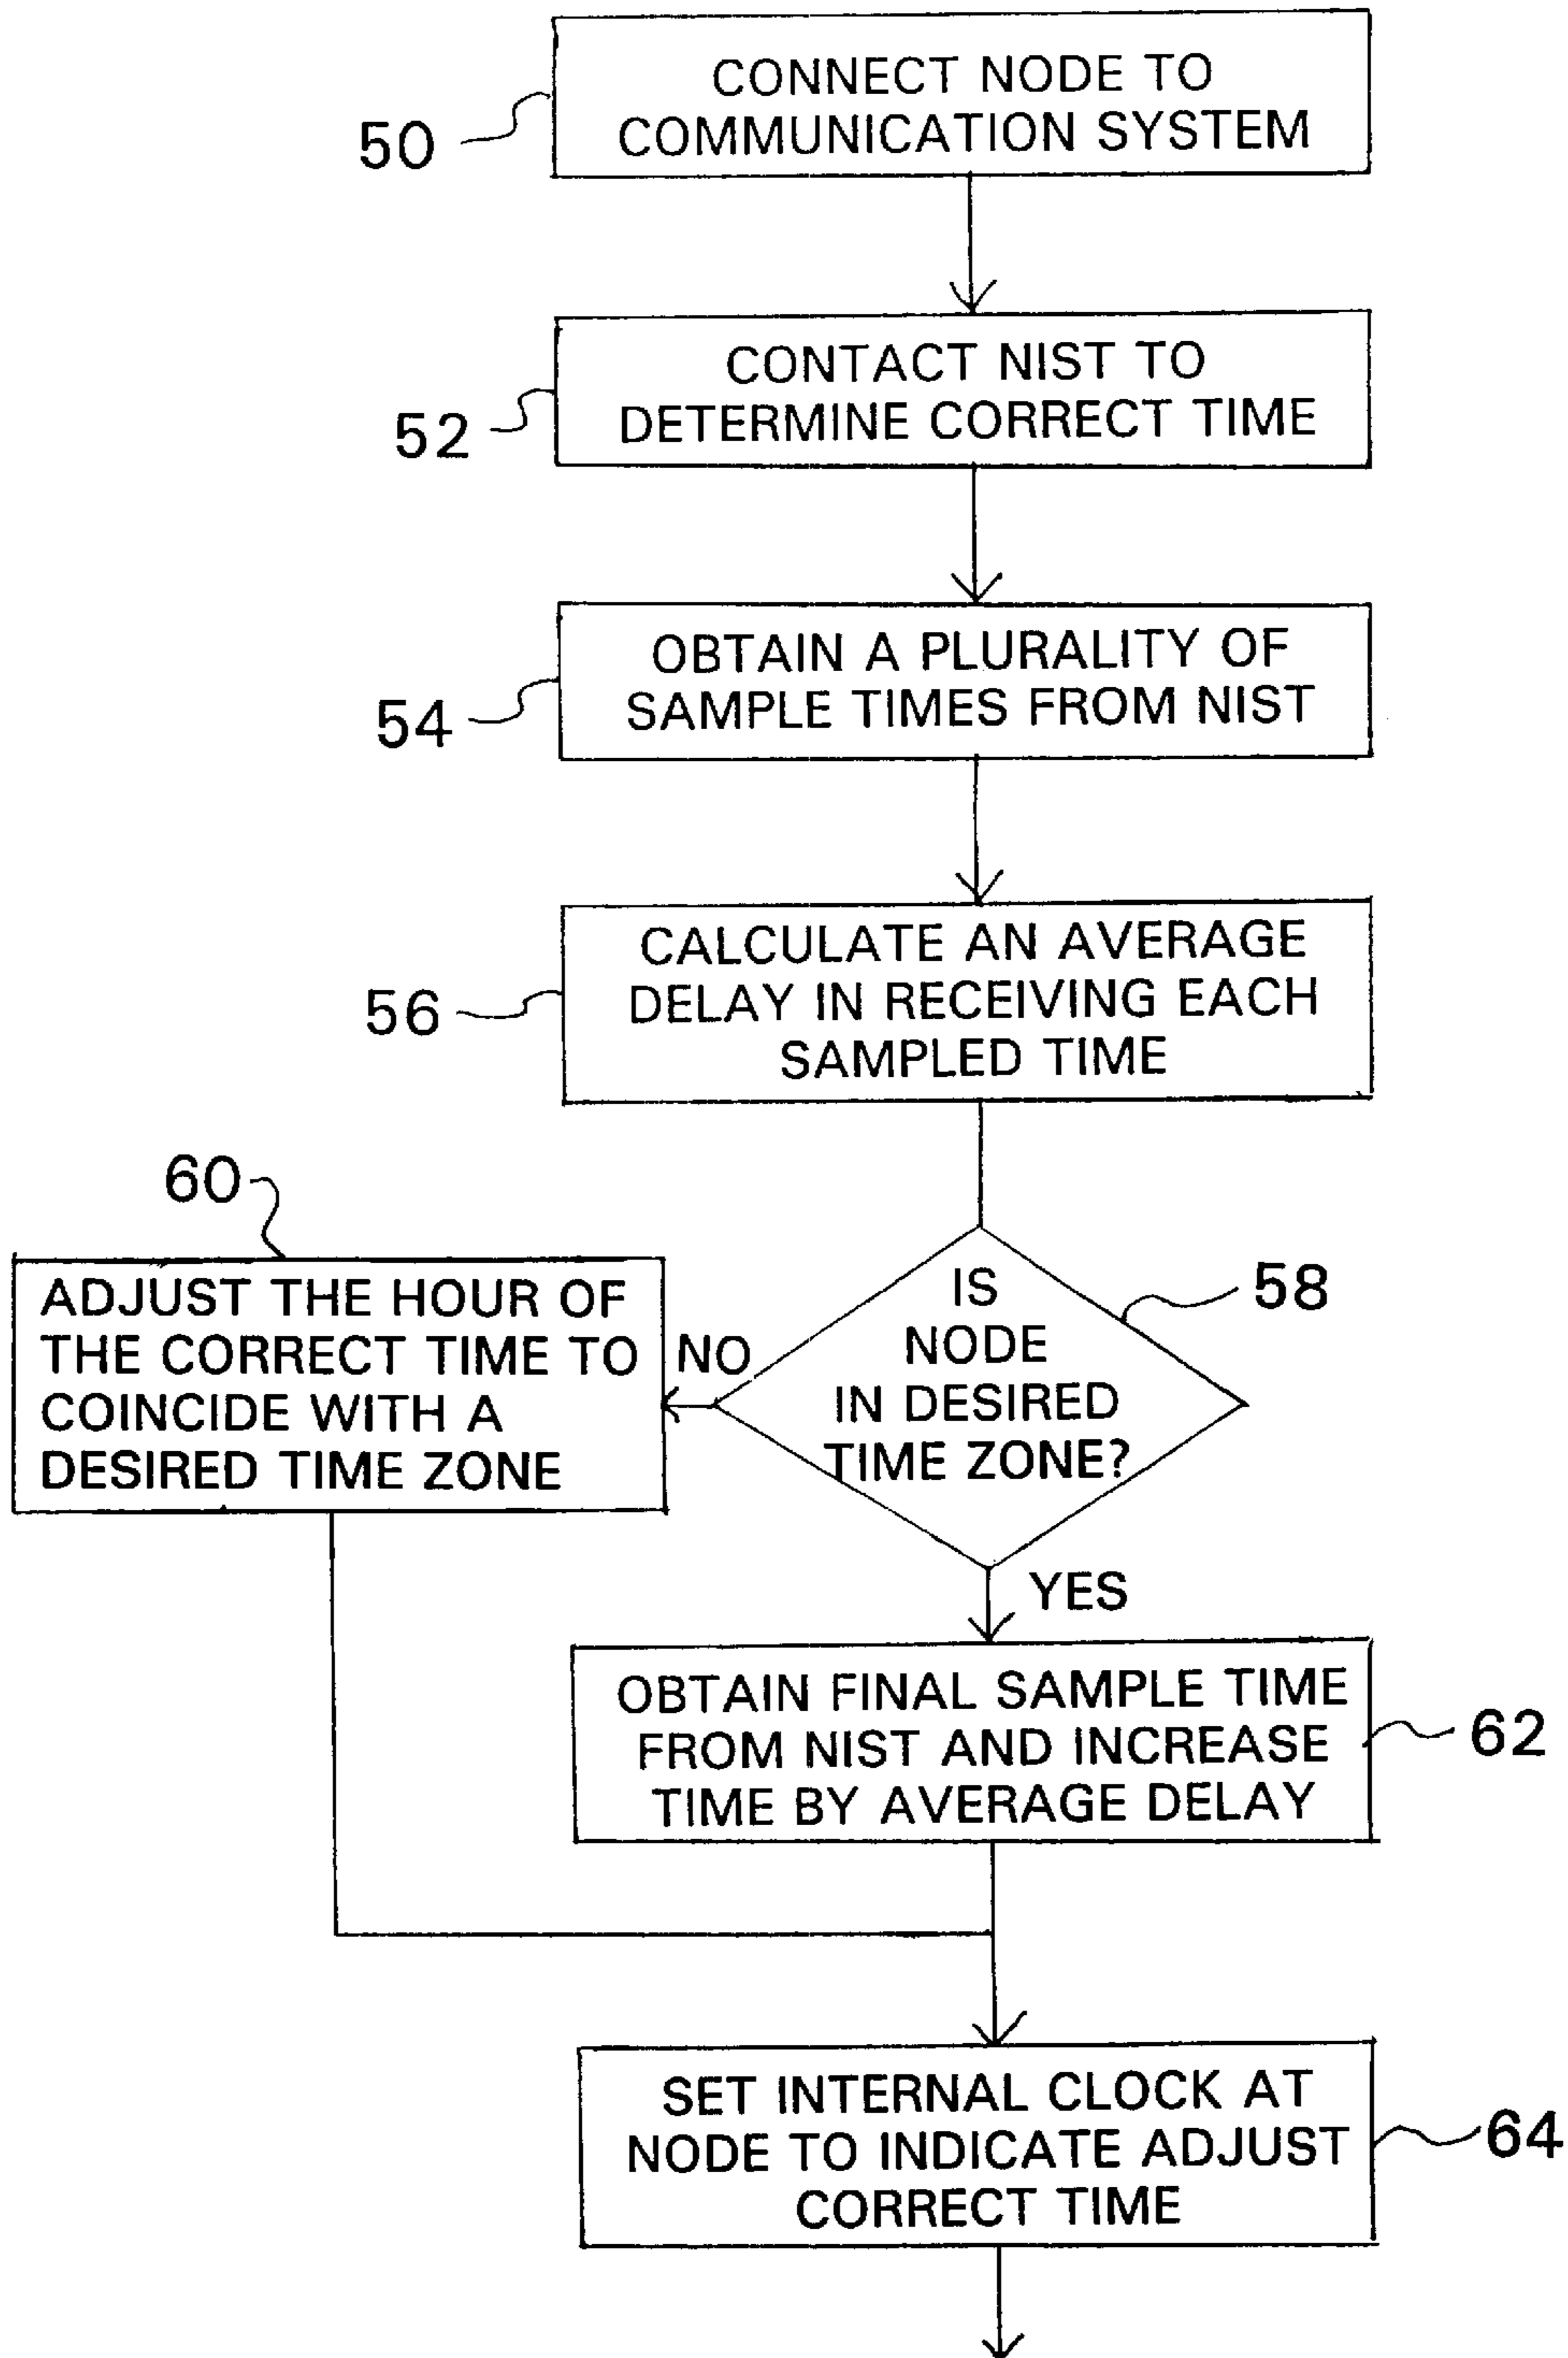 CONNECT NODE TO
COMMUNICATION SYSTEM
50
CONTACT NIST TO
DETERMINE CORRECT TIME
52
OBTAIN A PLURALITY OF
SAMPLE TIMES FROM NIST
54
CALCULATE AN AVERAGE
DELAY IN RECEIVING EACH
SAMPLED TIME
56
60
ADJUST THE HOUR OF
THE CORRECT TIME TO
COINCIDE WITH A
DESIRED TIME ZONE
NO
IS
NODE
IN DESIRED
TIME ZONE?
58
YES
OBTAIN FINAL SAMPLE TIME
FROM NIST AND INCREASE
TIME BY AVERAGE DELAY
62
SET INTERNAL CLOCK AT
NODE TO INDICATE ADJUST
CORRECT TIME
64